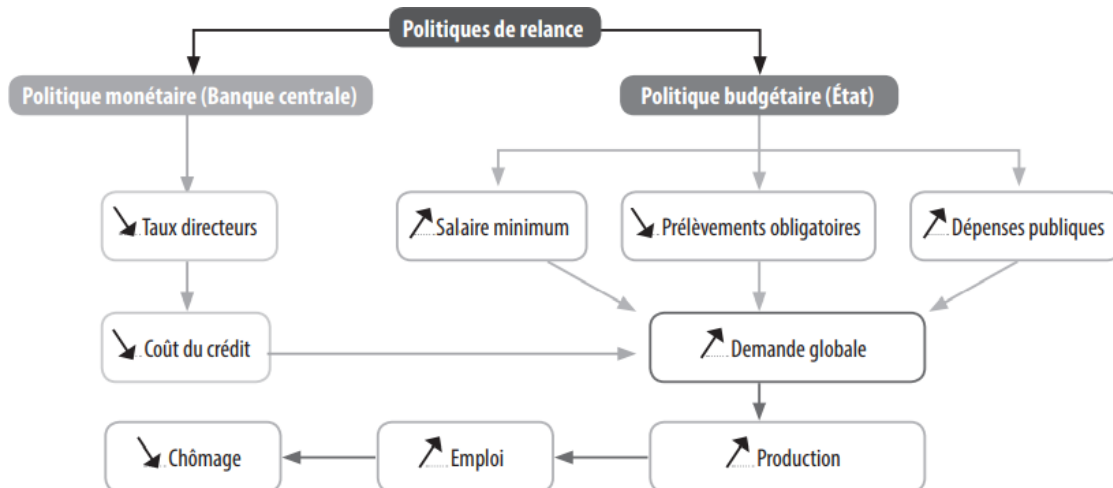 Politiques de relance
Politique monétaire (Banque centrale)
Politique budgétaire (État)
Taux directeurs
Salaire minimum
Prélèvements obligatoires
Dépenses publiques
Coût du crédit
Demande globale
Chômage
Emploi
Production